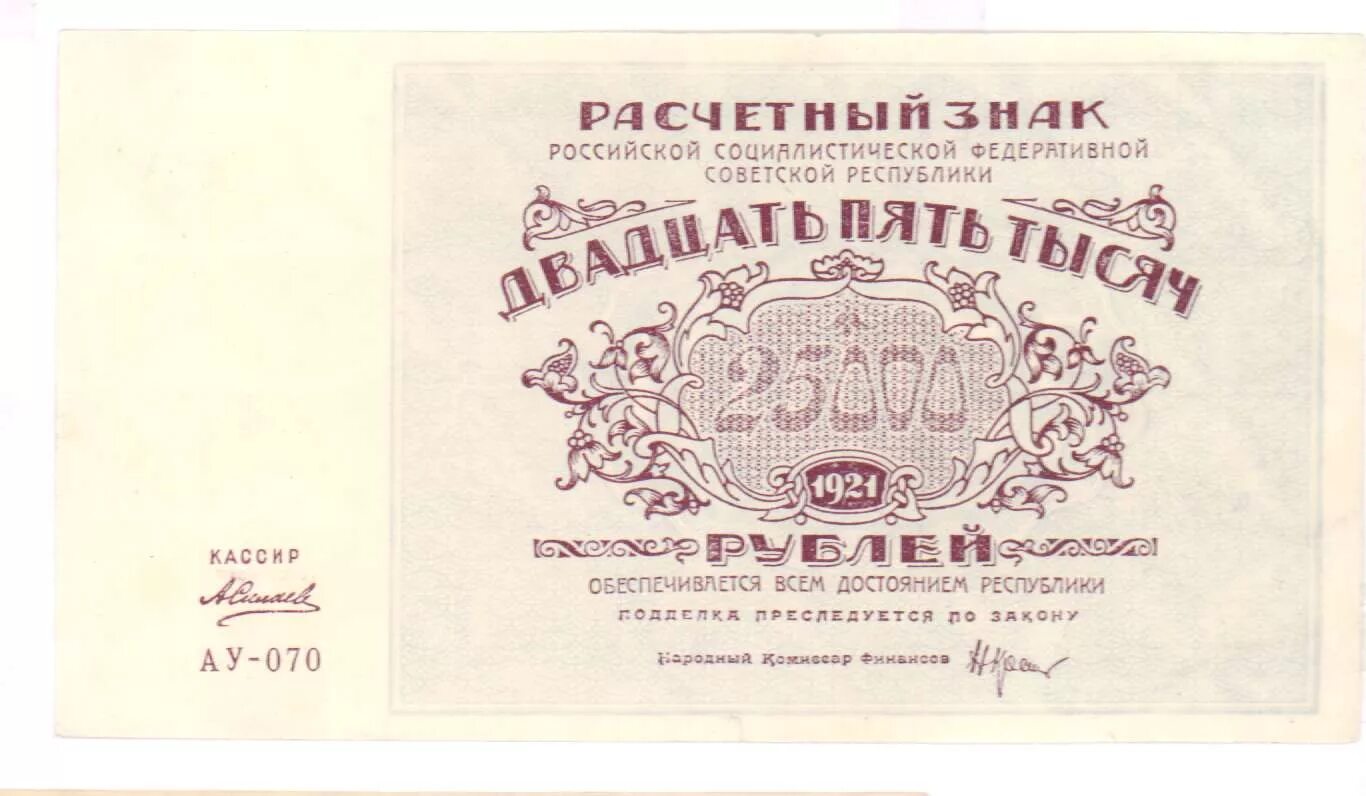 РАСЧЕТНЫЙ ЗНАК
РОССИЙСКОЙ СОЦИАЛИСТИЧЕСКОЙ ФЕДЕРАТИВНОЙ
СОВЕТСКОЙ РЕСПУБЛИКИ
ДВАДЦАТЬ ПЯТЬ ТЫСЯЧ
25000
1921
РУБЛЕЙ
ОБЕСПЕЧИВАЕТСЯ ВСЕМ ДОСТОЯНИЕМ РЕСПУБЛИКИ
ПОДДЕЛКА ПРЕСЛЕДУЕТСЯ ПО ЗАКОНУ
Народный Комиссар Финансов
КАССИР
АСилаев
АУ-070